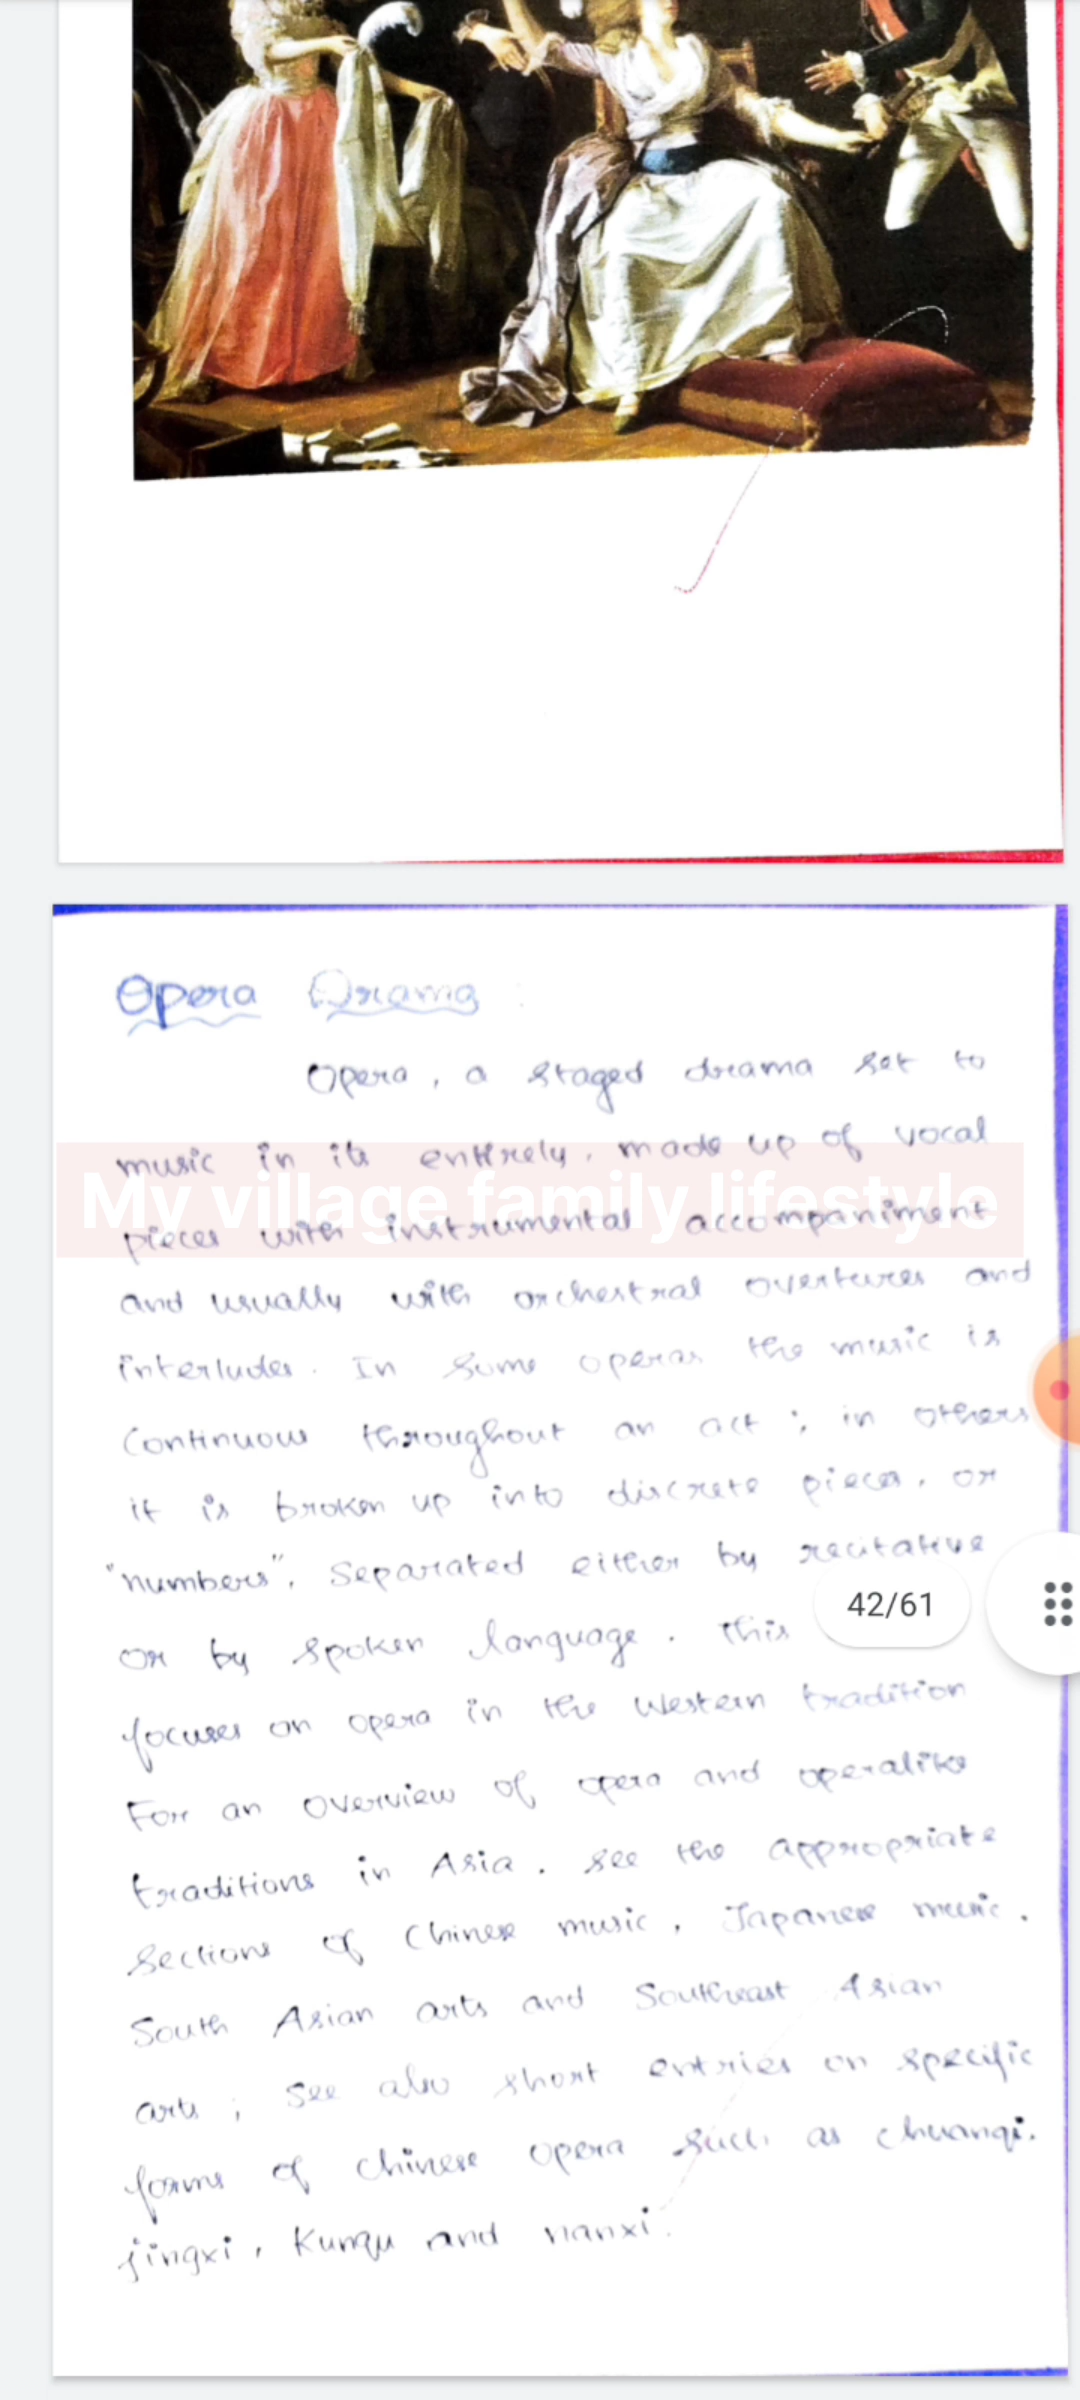 Opera Drama :
Opera, a staged drama set to
music in its entirely, made up of vocal
My village family lifestyle
pieces with instrumental accompaniment
and usually with orchestral overtures and
interludes. In some operas the music is
continuous throughout an act ; in others
it is broken up into discrete pieces, or
"numbers", separated either by recitative
42/61
or by spoken language. This
focuses on opera in the Western tradition
For an overview of opera and operalike
traditions in Asia. see the appropriate
sections of Chinese music, Japanese music.
South Asian arts and Southeast Asian
arts ; see also short entries on specific
forms of chinese opera such as chuanqi.
jingxi, Kunqu and nanxi.